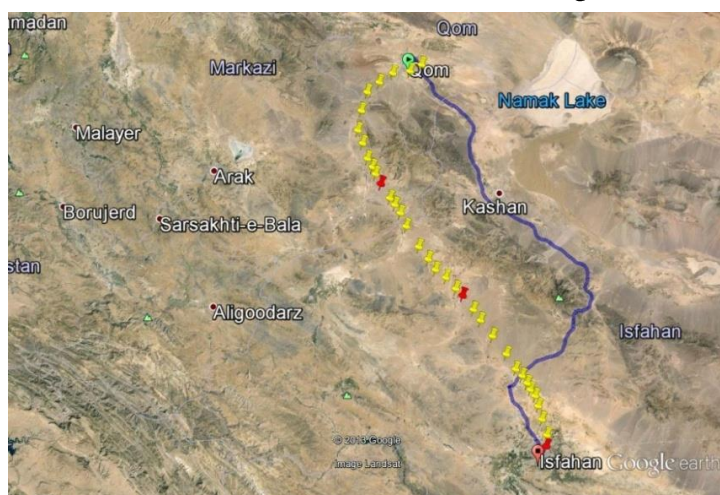 amadan
Qom
Markazi
Qom
Namak Lake
Malayer
Arak
Kashan
Borujerd
Sarsakhti-e-Bala
stan
Aligoodarz
Isfahan
© 2013 Google
Image Landsat
Isfahan
Google earth